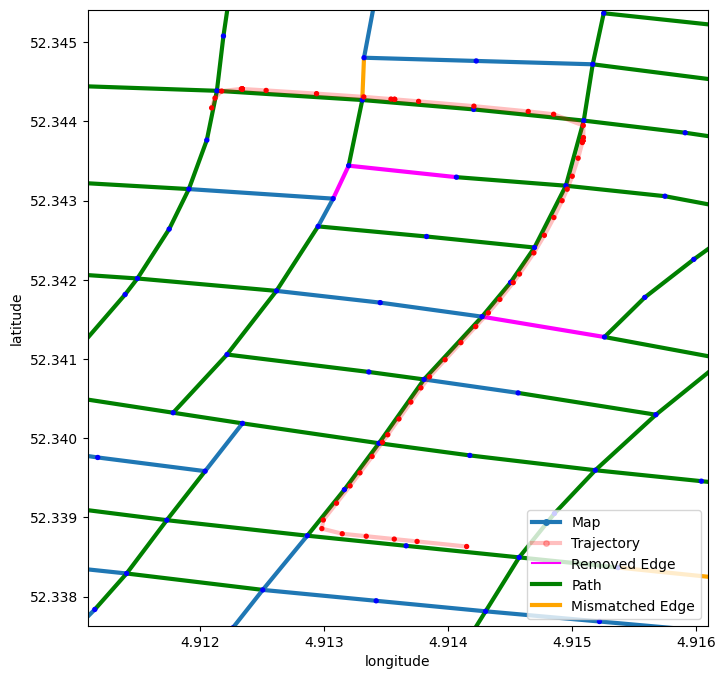 52.345
52.344
52.343
52.342
52.341
52.340
52.339
52.338
latitude
Map
Trajectory
Removed Edge
Path
Mismatched Edge
4.912
4.913
4.914
4.915
4.916
longitude